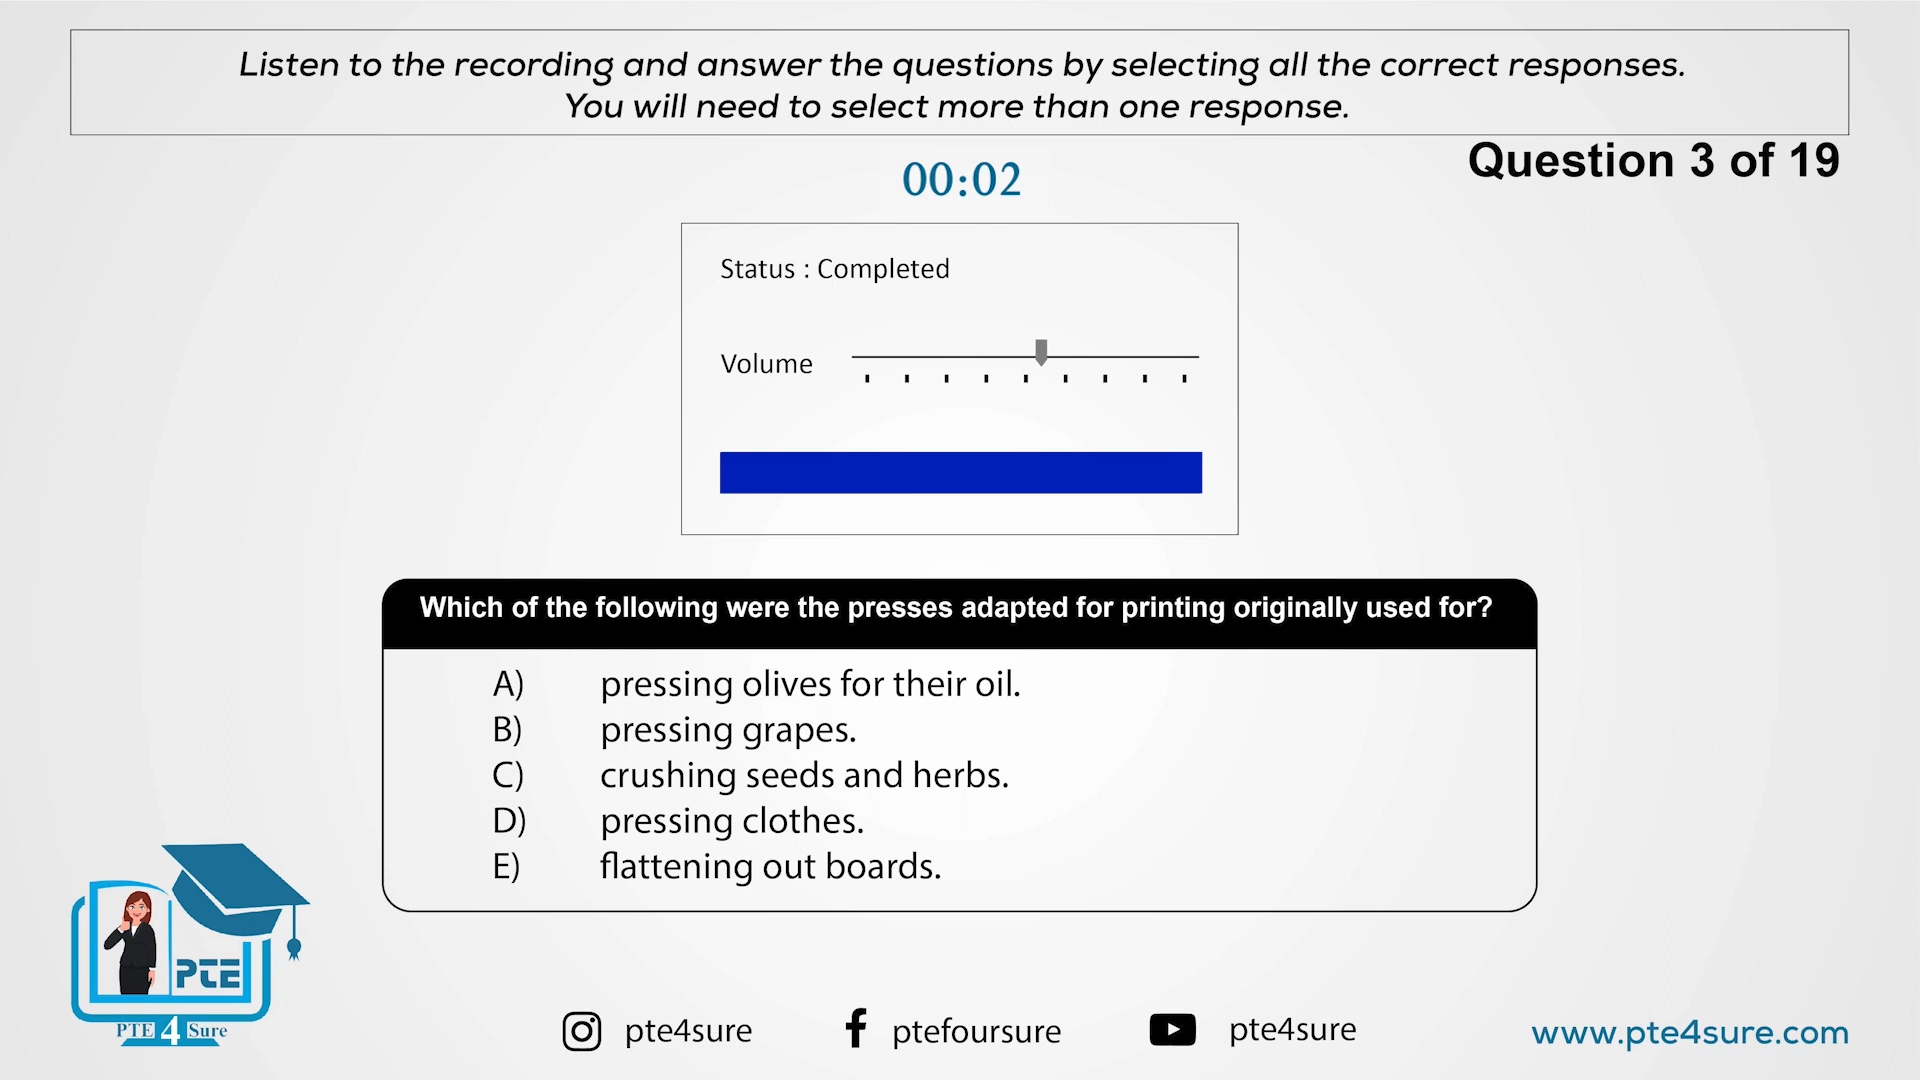 Listen to the recording and answer the questions by selecting all the correct responses.
You will need to select more than one response.
Question 3 of 19
00:02
Status : Completed
Volume
Which of the following were the presses adapted for printing originally used for?
A) pressing olives for their oil.
B) pressing grapes.
C) crushing seeds and herbs.
D) pressing clothes.
E) flattening out boards.
PTE
PTE 4 Sure
pte4sure
ptefoursure
pte4sure
www.pte4sure.com